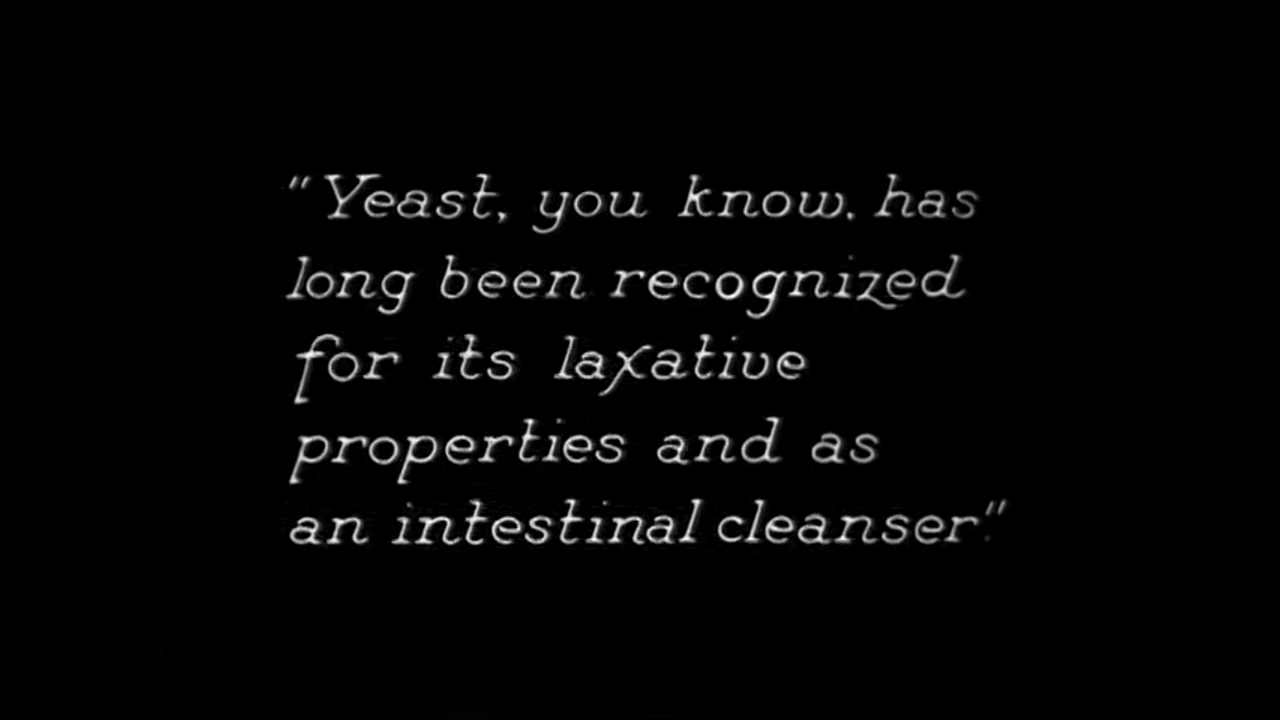 "Yeast, you know, has
long been recognized
for its laxative
properties and as
an intestinal cleanser."